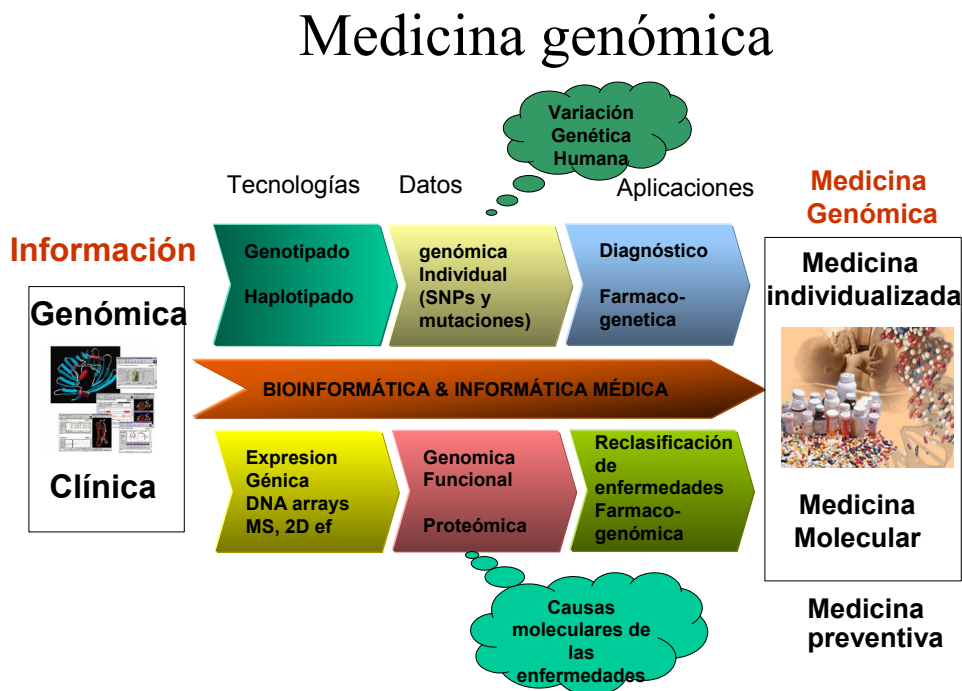 Medicina genómica
Variación
Genética
Humana
Tecnologías
Datos
Aplicaciones
Medicina
Genómica
Información
Genómica
Clínica
Genotipado
Haplotipado
genómica
Individual
(SNPs y
mutaciones)
Diagnóstico
Farmaco-
genetica
BIOINFORMÁTICA & INFORMÁTICA MÉDICA
Expresion
Génica
DNA arrays
MS, 2D ef
Genomica
Funcional
Proteómica
Reclasificación
de
enfermedades
Farmaco-
genómica
Medicina
individualizada
Medicina
Molecular
Medicina
preventiva
Causas
moleculares de
las
enfermedades